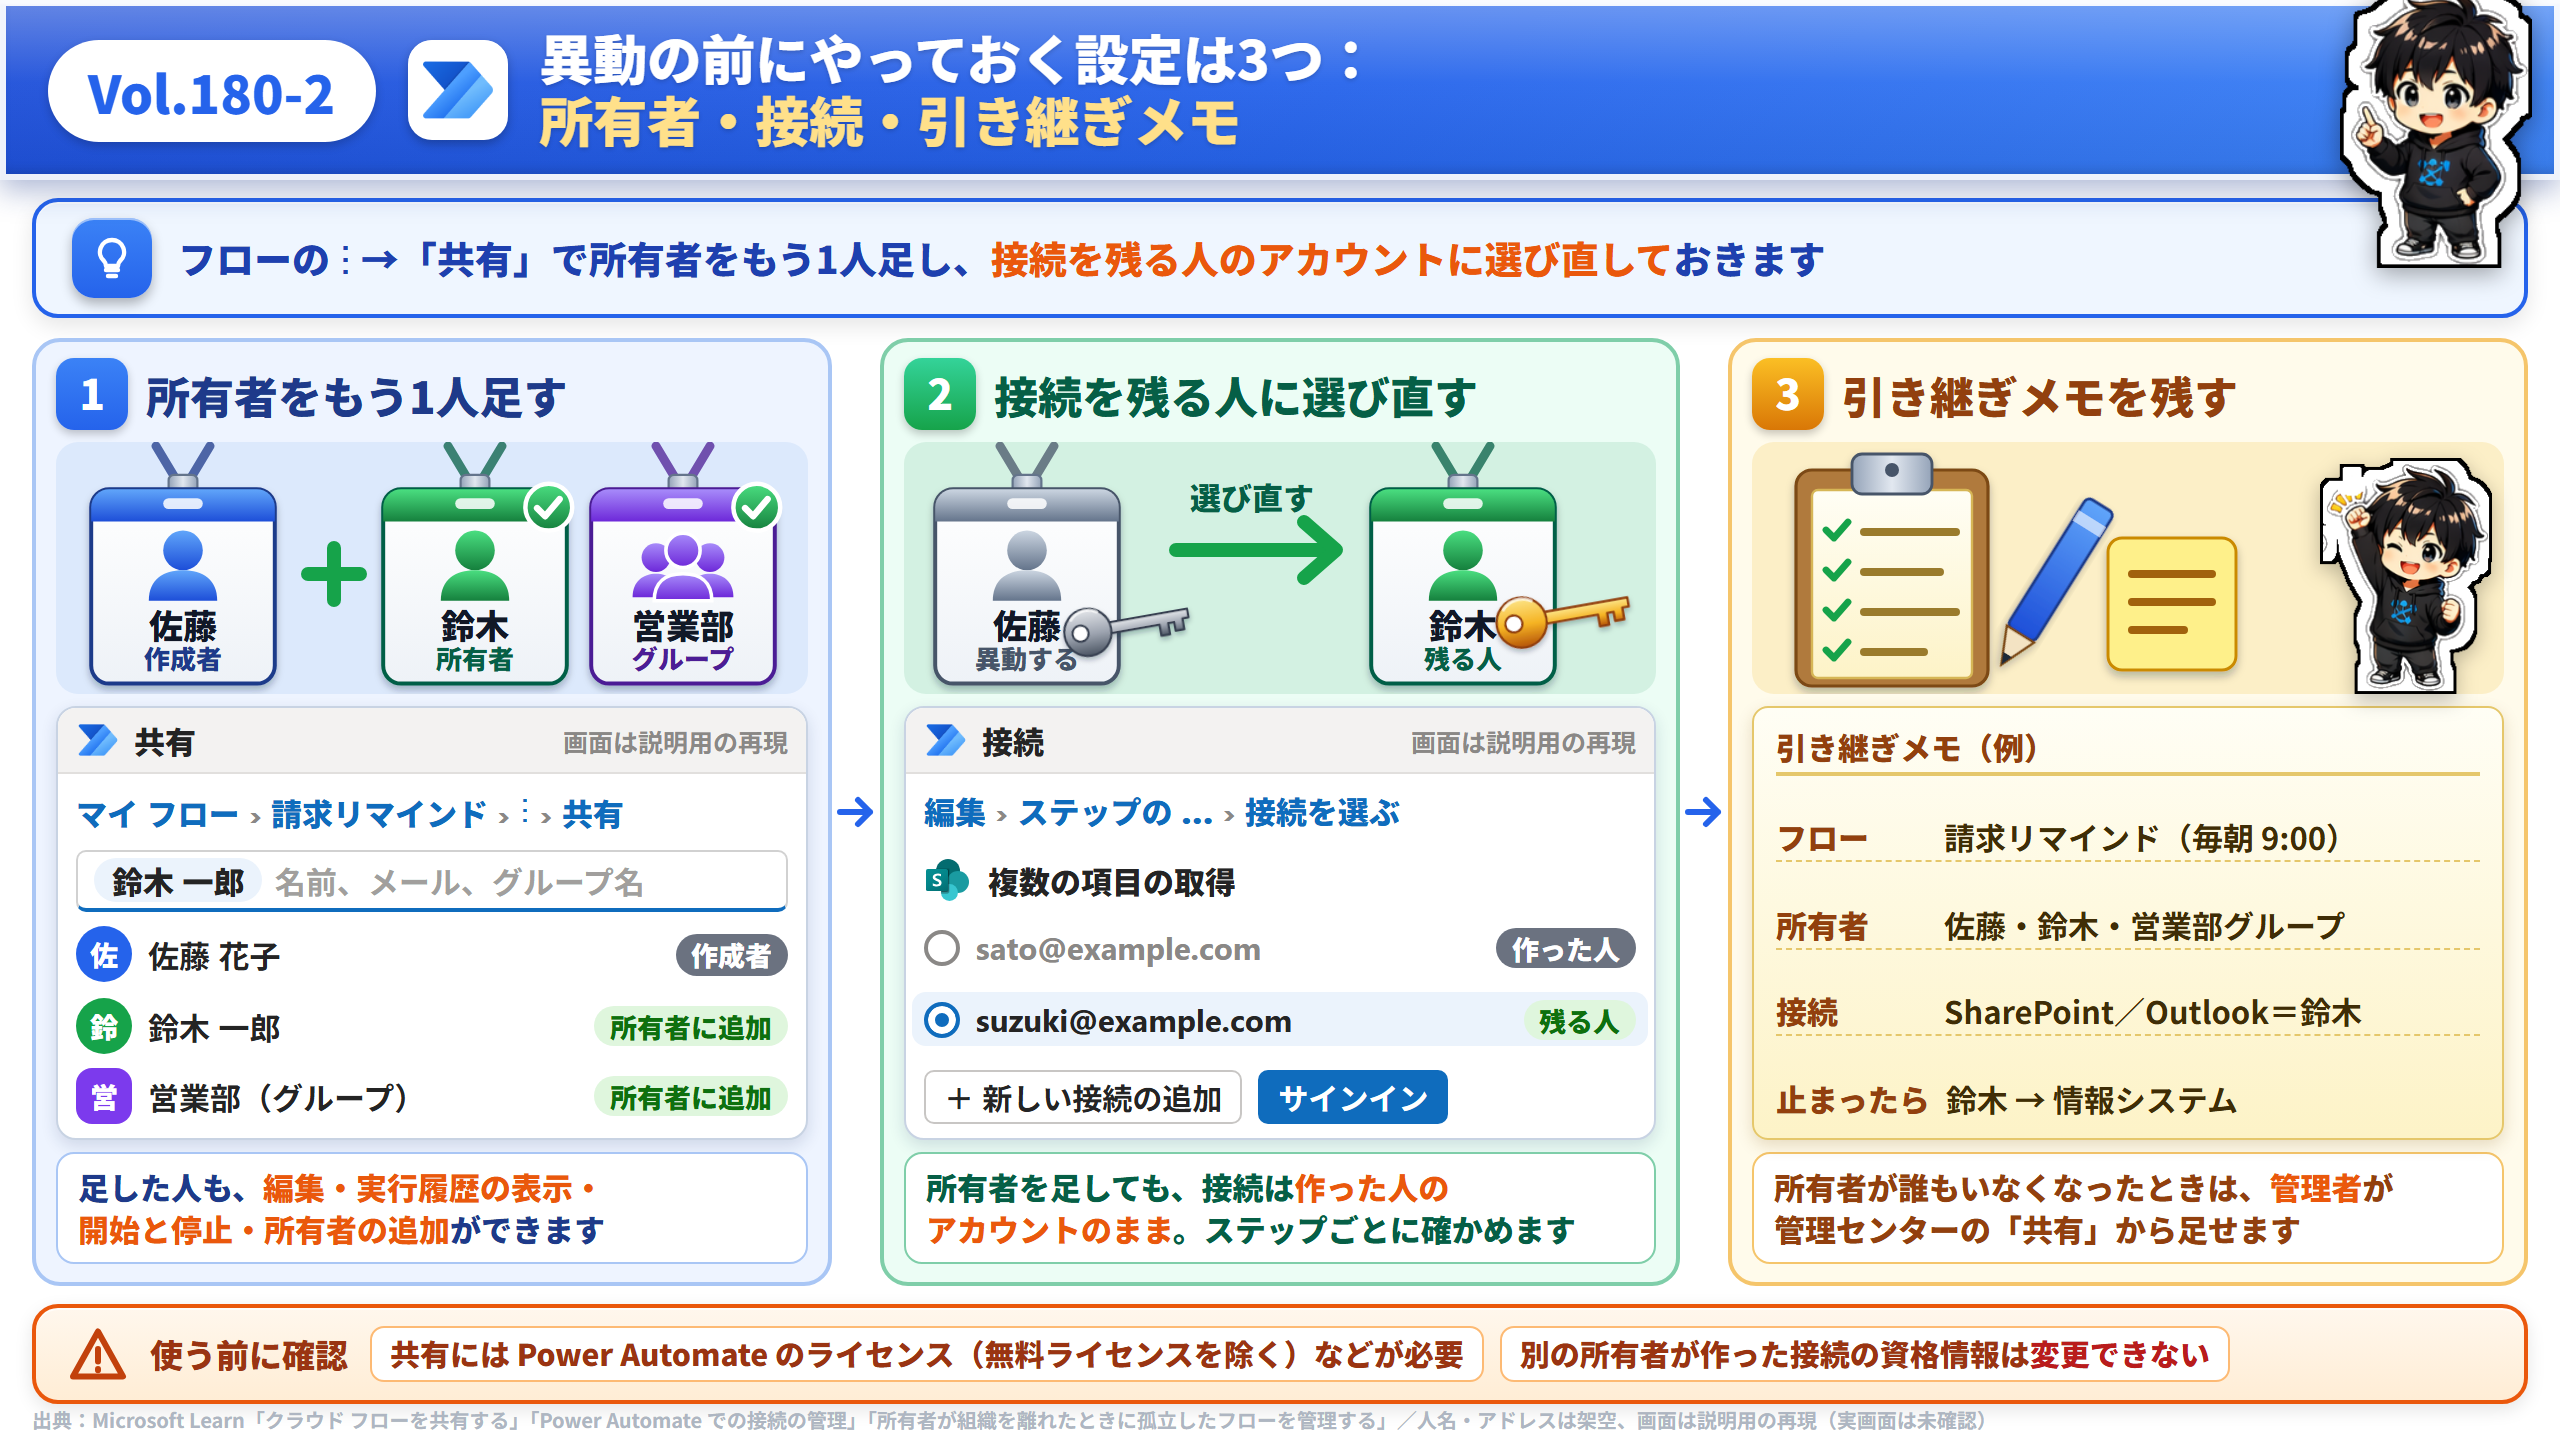 Vol.180-2
異動の前にやっておく設定は3つ：
所有者・接続・引き継ぎメモ
フローの⋮→「共有」で所有者をもう1人足し、接続を残る人のアカウントに選び直しておきます
1 所有者をもう1人足す
佐藤
作成者
鈴木
所有者
営業部
グループ
共有 画面は説明用の再現
マイ フロー › 請求リマインド › ⋮ › 共有
鈴木 一郎 名前、メール、グループ名
佐 佐藤 花子 作成者
鈴 鈴木 一郎 所有者に追加
営 営業部（グループ） 所有者に追加
足した人も、編集・実行履歴の表示・
開始と停止・所有者の追加ができます
2 接続を残る人に選び直す
佐藤
異動する
選び直す
鈴木
残る人
接続 画面は説明用の再現
編集 › ステップの … › 接続を選ぶ
S 複数の項目の取得
sato@example.com 作った人
suzuki@example.com 残る人
＋ 新しい接続の追加 サインイン
所有者を足しても、接続は作った人の
アカウントのまま。ステップごとに確かめます
3 引き継ぎメモを残す
引き継ぎメモ（例）
フロー 請求リマインド（毎朝 9:00）
所有者 佐藤・鈴木・営業部グループ
接続 SharePoint／Outlook＝鈴木
止まったら 鈴木 → 情報システム
所有者が誰もいなくなったときは、管理者が
管理センターの「共有」から足せます
使う前に確認 共有には Power Automate のライセンス（無料ライセンスを除く）などが必要 別の所有者が作った接続の資格情報は変更できない
出典：Microsoft Learn「クラウド フローを共有する」「Power Automate での接続の管理」「所有者が組織を離れたときに孤立したフローを管理する」／人名・アドレスは架空、画面は説明用の再現（実画面は未確認）